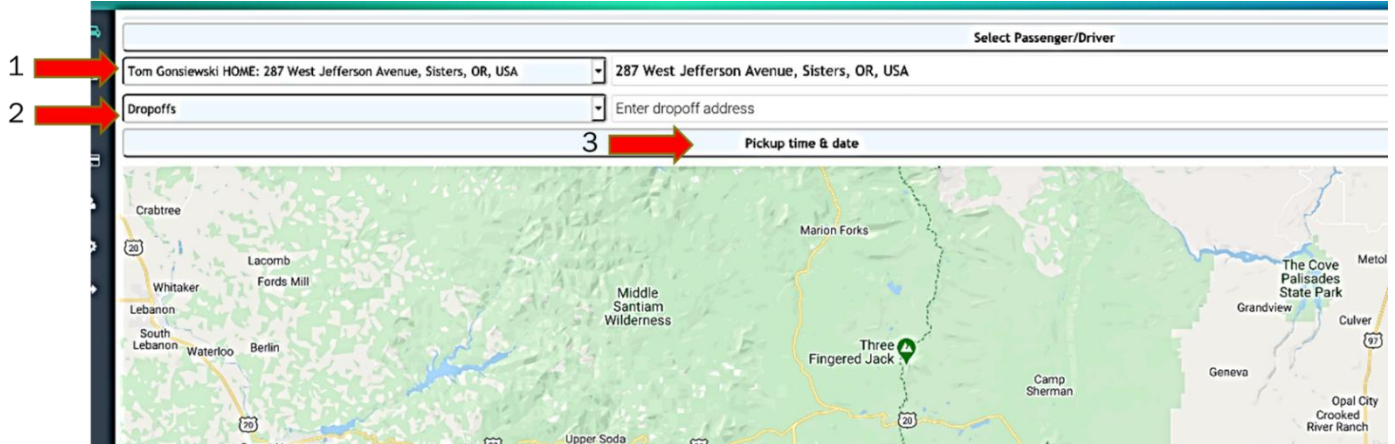 Select Passenger/Driver
1
Tom Gonsiewski HOME: 287 West Jefferson Avenue, Sisters, OR, USA
287 West Jefferson Avenue, Sisters, OR, USA
2
Dropoffs
Enter dropoff address
3
Pickup time & date
Crabtree
Marion Forks
20
Lacomb
Fords Mill
Whitaker
Lebanon
South
Lebanon
Waterloo
Berlin
Middle
Santiam
Wilderness
The Cove
Palisades
State Park
Metol
Grandview
Culver
97
Three
Fingered Jack
Geneva
Camp
Sherman
Opal City
Crooked
River Ranch
20
20
Upper Soda